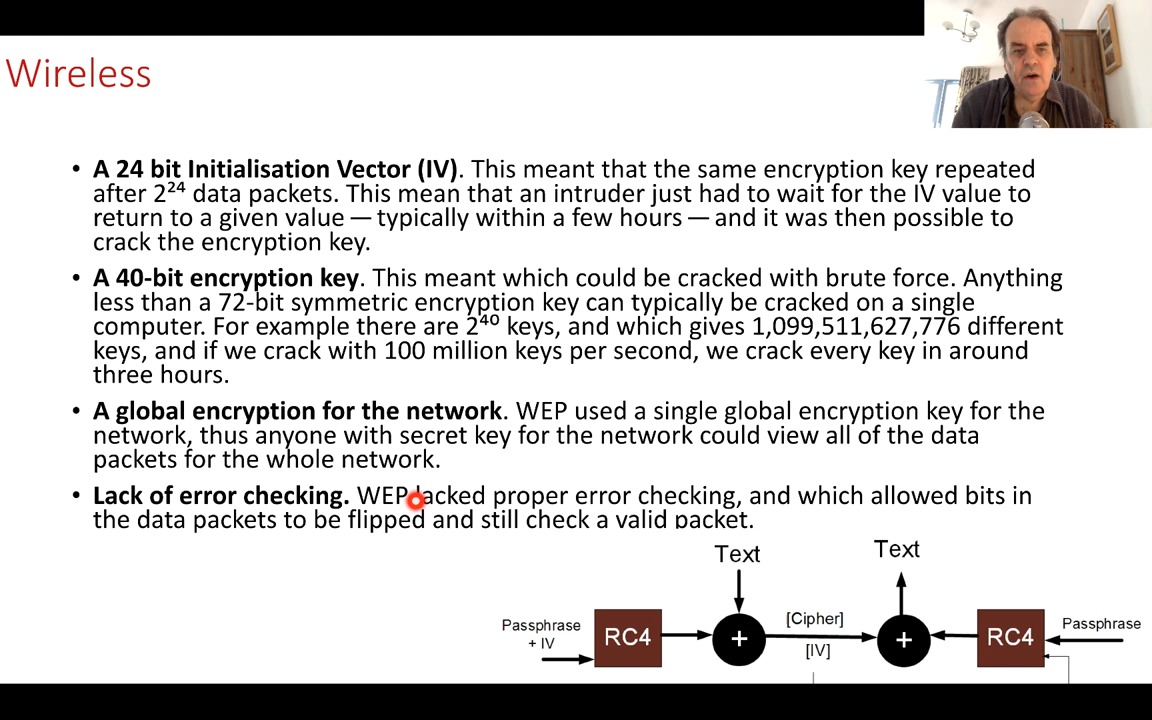 Wireless
• A 24 bit Initialisation Vector (IV). This meant that the same encryption key repeated
after 2²⁴ data packets. This mean that an intruder just had to wait for the IV value to
return to a given value — typically within a few hours — and it was then possible to
crack the encryption key.
• A 40-bit encryption key. This meant which could be cracked with brute force. Anything
less than a 72-bit symmetric encryption key can typically be cracked on a single
computer. For example there are 2⁴⁰ keys, and which gives 1,099,511,627,776 different
keys, and if we crack with 100 million keys per second, we crack every key in around
three hours.
• A global encryption for the network. WEP used a single global encryption key for the
network, thus anyone with secret key for the network could view all of the data
packets for the whole network.
• Lack of error checking. WEP lacked proper error checking, and which allowed bits in
the data packets to be flipped and still check a valid packet.
Text
Text
Passphrase
+ IV
RC4
+
[Cipher]
[IV]
+
RC4
Passphrase